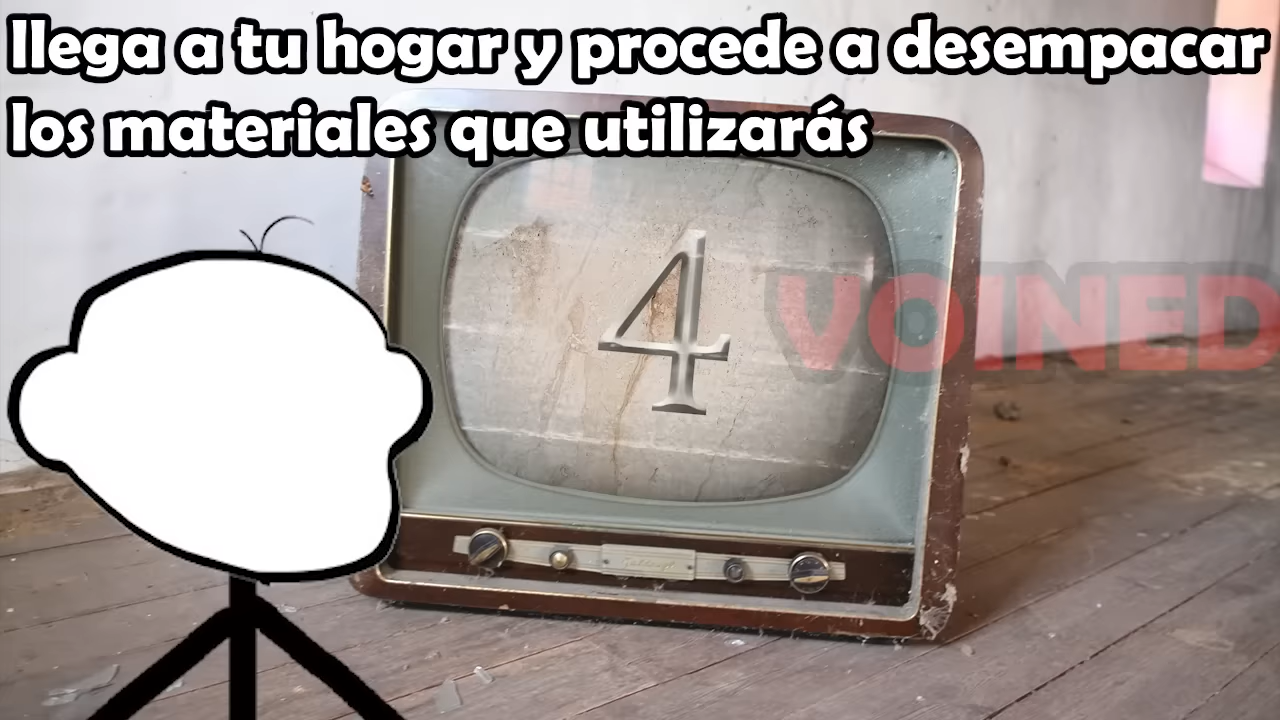 llega a tu hogar y procede a desempacar
los materiales que utilizarás
4
VOINED